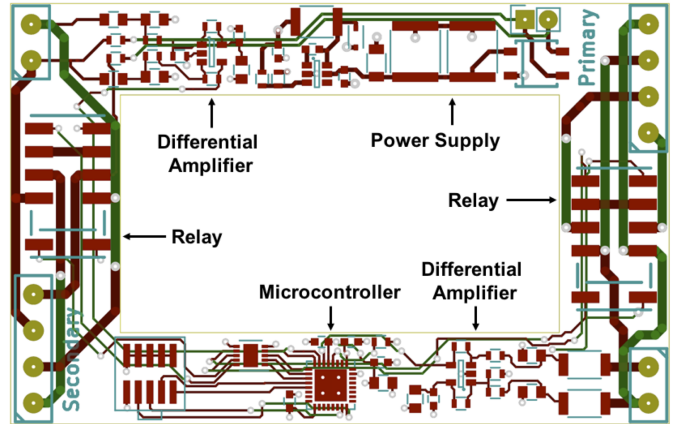 Primary
Differential
Amplifier
Power Supply
Relay
Relay
Differential
Amplifier
Microcontroller
Secondary